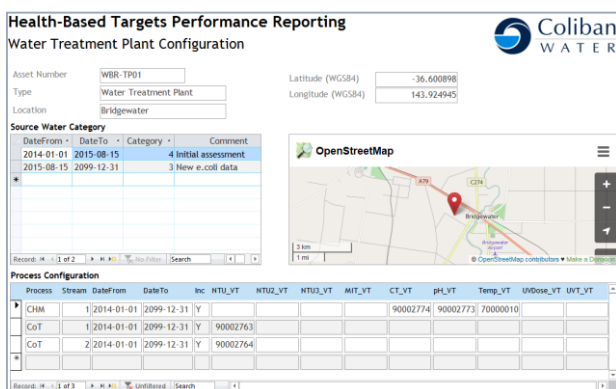 Health-Based Targets Performance Reporting
Water Treatment Plant Configuration
Coliban
WATER
Asset Number WBR-TP01
Type Water Treatment Plant
Location Bridgewater
Latitude (WGS84) -36.600898
Longitude (WGS84) 143.924945
Source Water Category
DateFrom DateTo Category Comment
2014-01-01 2015-08-15 4 Initial assessment
2015-08-15 2099-12-31 3 New e.coli data
*
Record: 1 of 2 No Filter Search
OpenStreetMap
A79 C274
Bridgewater
Bridgewater Airport
3 km
1 mi
© OpenStreetMap contributors ♥ Make a Donation
Process Configuration
Process Stream DateFrom DateTo Inc NTU_VT NTU2_VT NTU3_VT MIT_VT CT_VT pH_VT Temp_VT UVDose_VT UVT_VT
CHM 1 2014-01-01 2099-12-31 Y 90002774 90002773 70000010
CoT 1 2014-01-01 2099-12-31 Y 90002763
CoT 2 2014-01-01 2099-12-31 Y 90002764
*
Record: 1 of 3 Unfiltered Search